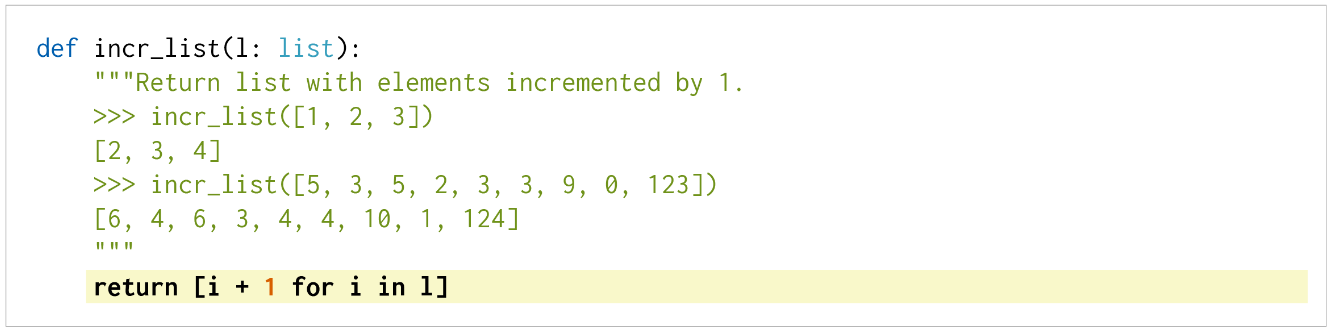 def incr_list(l: list):
    """Return list with elements incremented by 1.
    >>> incr_list([1, 2, 3])
    [2, 3, 4]
    >>> incr_list([5, 3, 5, 2, 3, 3, 9, 0, 123])
    [6, 4, 6, 3, 4, 4, 10, 1, 124]
    """
    return [i + 1 for i in l]